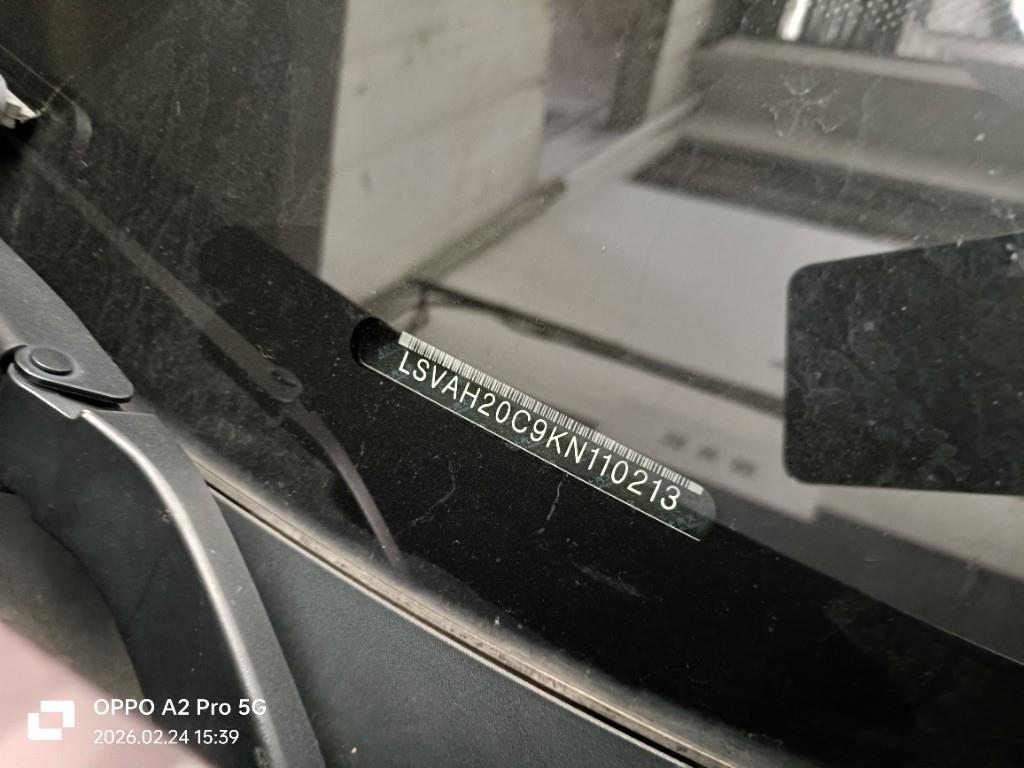 LSVAH20C9KN110213
OPPO A2 Pro 5G
2026.02.24 15:39